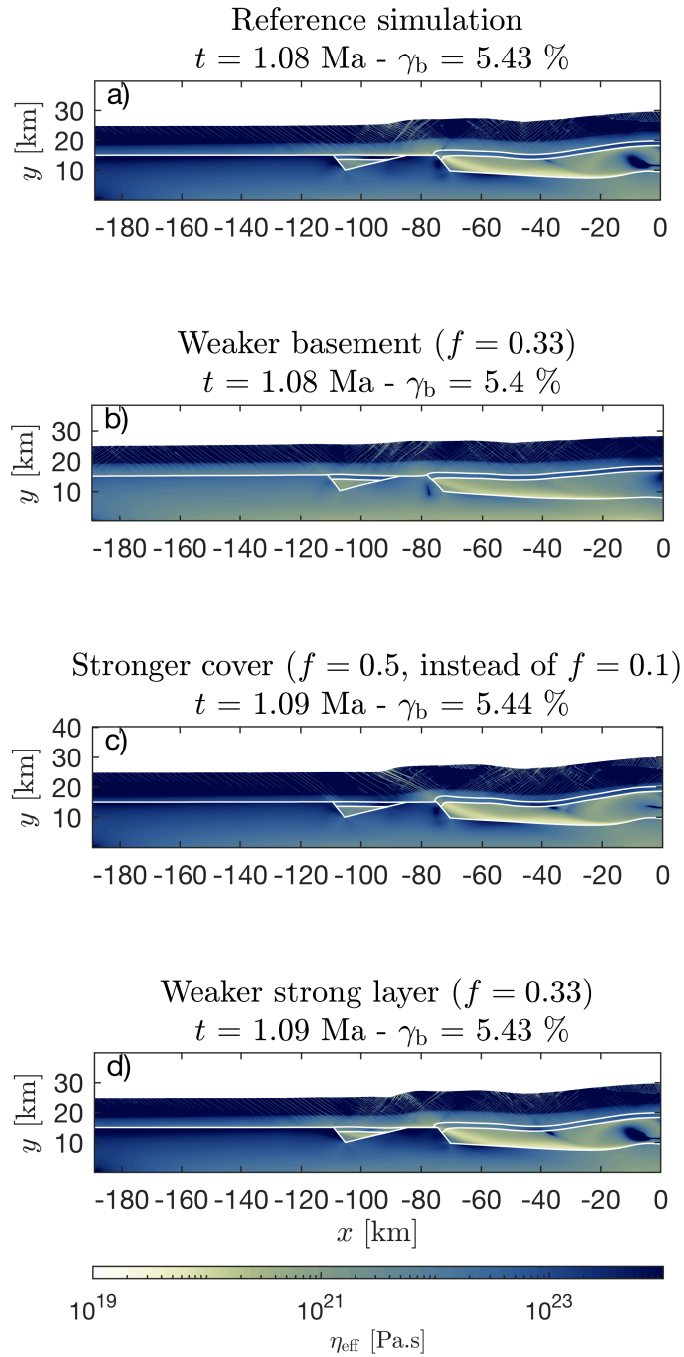 Reference simulation
t = 1.08 Ma - γb = 5.43 %
a)
30
20
10
y [km]
-180 -160 -140 -120 -100 -80 -60 -40 -20 0
Weaker basement (f = 0.33)
t = 1.08 Ma - γb = 5.4 %
b)
30
20
10
y [km]
-180 -160 -140 -120 -100 -80 -60 -40 -20 0
Stronger cover (f = 0.5, instead of f = 0.1)
t = 1.09 Ma - γb = 5.44 %
40
c)
30
20
10
y [km]
-180 -160 -140 -120 -100 -80 -60 -40 -20 0
Weaker strong layer (f = 0.33)
t = 1.09 Ma - γb = 5.43 %
d)
30
20
10
y [km]
-180 -160 -140 -120 -100 -80 -60 -40 -20 0
x [km]
10^19 10^21 10^23
ηeff [Pa.s]